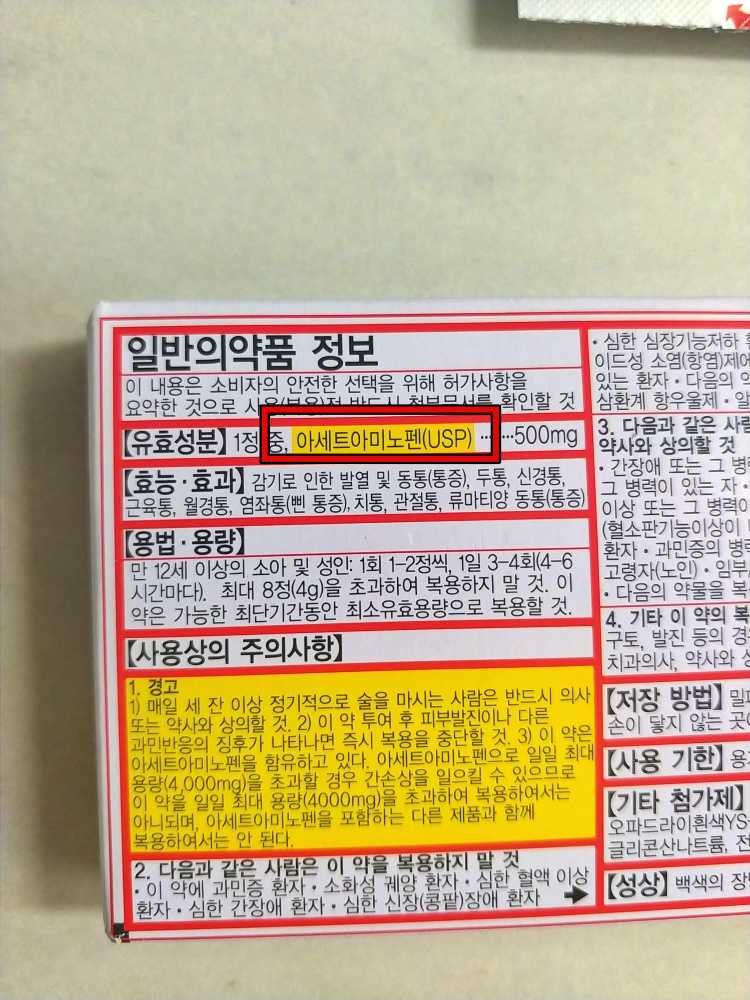 일반의약품 정보
이 내용은 소비자의 안전한 선택을 위해 허가사항을
요약한 것으로 사용(복용)전 반드시 첨부문서를 확인할 것
【유효성분】 1정 중, 아세트아미노펜(USP) ……500mg
【효능·효과】 감기로 인한 발열 및 동통(통증), 두통, 신경통,
근육통, 월경통, 염좌통(삔 통증), 치통, 관절통, 류마티양 동통(통증)
【용법·용량】
만 12세 이상의 소아 및 성인: 1회 1-2정씩, 1일 3-4회(4-6
시간마다). 최대 8정(4g)을 초과하여 복용하지 말 것. 이
약은 가능한 최단기간동안 최소유효용량으로 복용할 것.
【사용상의 주의사항】
1. 경고
1) 매일 세 잔 이상 정기적으로 술을 마시는 사람은 반드시 의사
또는 약사와 상의할 것. 2) 이 약 투여 후 피부발진이나 다른
과민반응의 징후가 나타나면 즉시 복용을 중단할 것. 3) 이 약은
아세트아미노펜을 함유하고 있다. 아세트아미노펜으로 일일 최대
용량(4,000mg)을 초과할 경우 간손상을 일으킬 수 있으므로
이 약을 일일 최대 용량(4000mg)을 초과하여 복용하여서는
아니되며, 아세트아미노펜을 포함하는 다른 제품과 함께
복용하여서는 안 된다.
2. 다음과 같은 사람은 이 약을 복용하지 말 것
· 이 약에 과민증 환자 · 소화성 궤양 환자 · 심한 혈액 이상
환자 · 심한 간장애 환자 · 심한 신장(콩팥)장애 환자
· 심한 심장기능저하
이드성 소염(항염)제에
있는 환자 · 다음의
삼환계 항우울제 ·
3. 다음과 같은 사람
약사와 상의할 것
· 간장애 또는 그 병력
그 병력이 있는 자 ·
이상 또는 그 병력이
(혈소판기능이상이
환자 · 과민증의 병력
고령자(노인) · 임부
· 다음의 약물을 복
4. 기타 이 약의 복
구토, 발진 등의 경
치과의사, 약사와
【저장 방법】 밀
손이 닿지 않는 곳
【사용 기한】 용
【기타 첨가제】
오파드라이흰색YS-
글리콘산나트륨, 전
【성상】 백색의 장